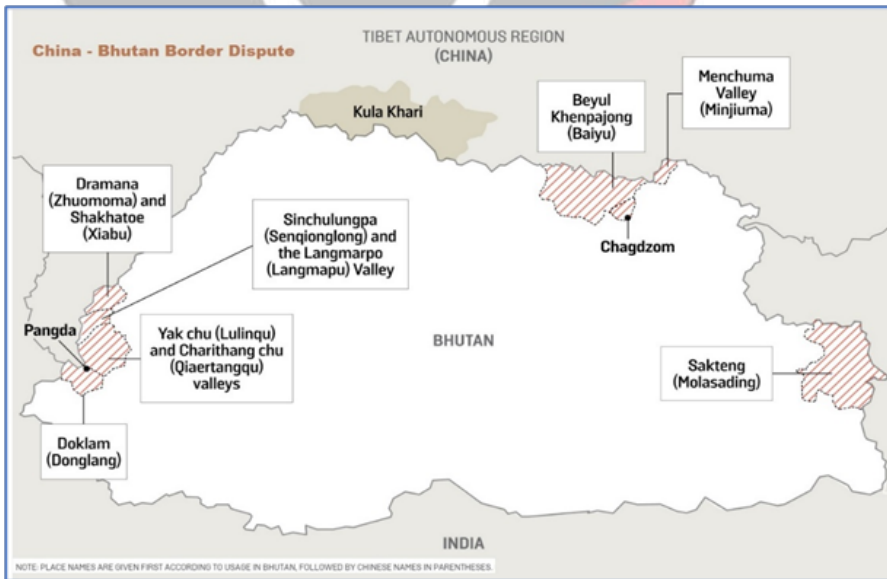 China - Bhutan Border Dispute
TIBET AUTONOMOUS REGION
(CHINA)
Menchuma
Valley
(Minjiuma)
Beyul
Khenpajong
(Baiyu)
Kula Khari
Dramana
(Zhuomoma) and
Shakhatoe
(Xiabu)
Sinchulungpa
(Senqionglong) and
the Langmarpo
(Langmapu) Valley
Chagdzom
Pangda
Yak chu (Lulinqu)
and Charithang chu
(Qiaertangqu)
valleys
BHUTAN
Sakteng
(Molasading)
Doklam
(Donglang)
INDIA
NOTE: PLACE NAMES ARE GIVEN FIRST ACCORDING TO USAGE IN BHUTAN, FOLLOWED BY CHINESE NAMES IN PARENTHESES.